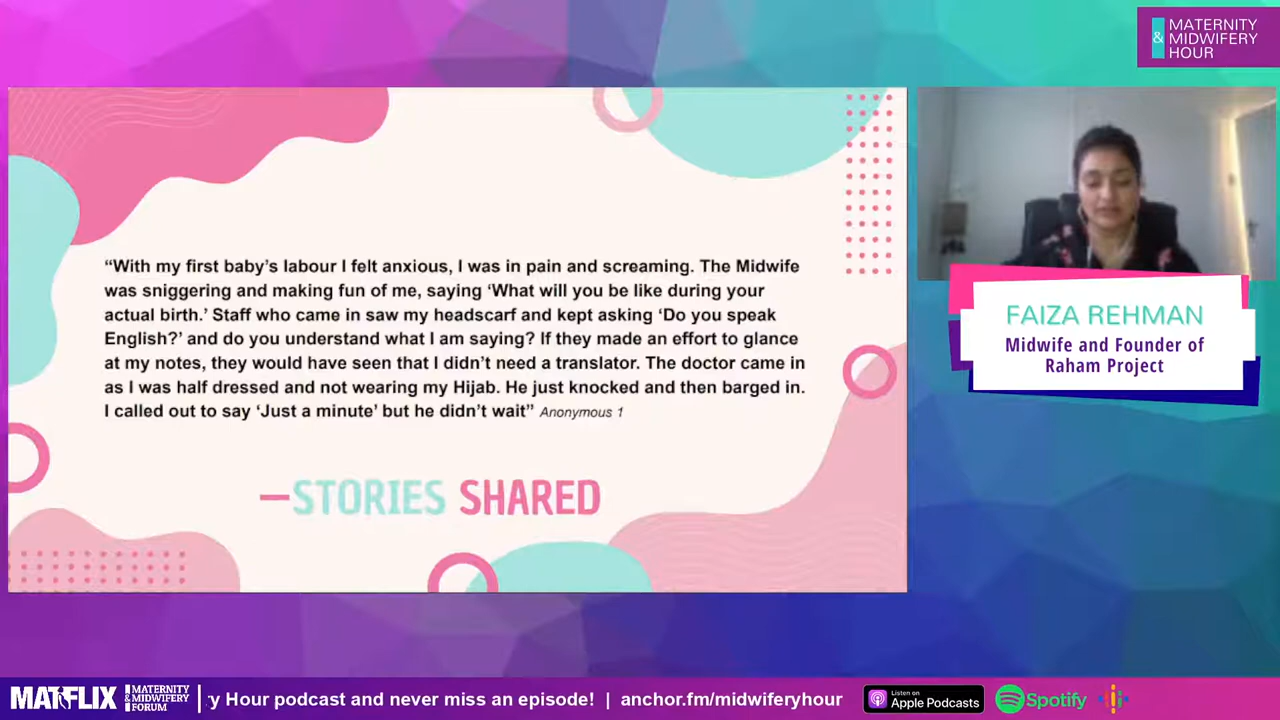 MATERNITY
& MIDWIFERY
HOUR
“With my first baby’s labour I felt anxious, I was in pain and screaming. The Midwife
was sniggering and making fun of me, saying ‘What will you be like during your
actual birth.’ Staff who came in saw my headscarf and kept asking ‘Do you speak
English?’ and do you understand what I am saying? If they made an effort to glance
at my notes, they would have seen that I didn’t need a translator. The doctor came in
as I was half dressed and not wearing my Hijab. He just knocked and then barged in.
I called out to say ‘Just a minute’ but he didn’t wait” Anonymous 1
—STORIES SHARED
FAIZA REHMAN
Midwife and Founder of
Raham Project
MATFLIX
MATERNITY
& MIDWIFERY
FORUM
y Hour podcast and never miss an episode! | anchor.fm/midwiferyhour
Listen on
Apple Podcasts
Spotify